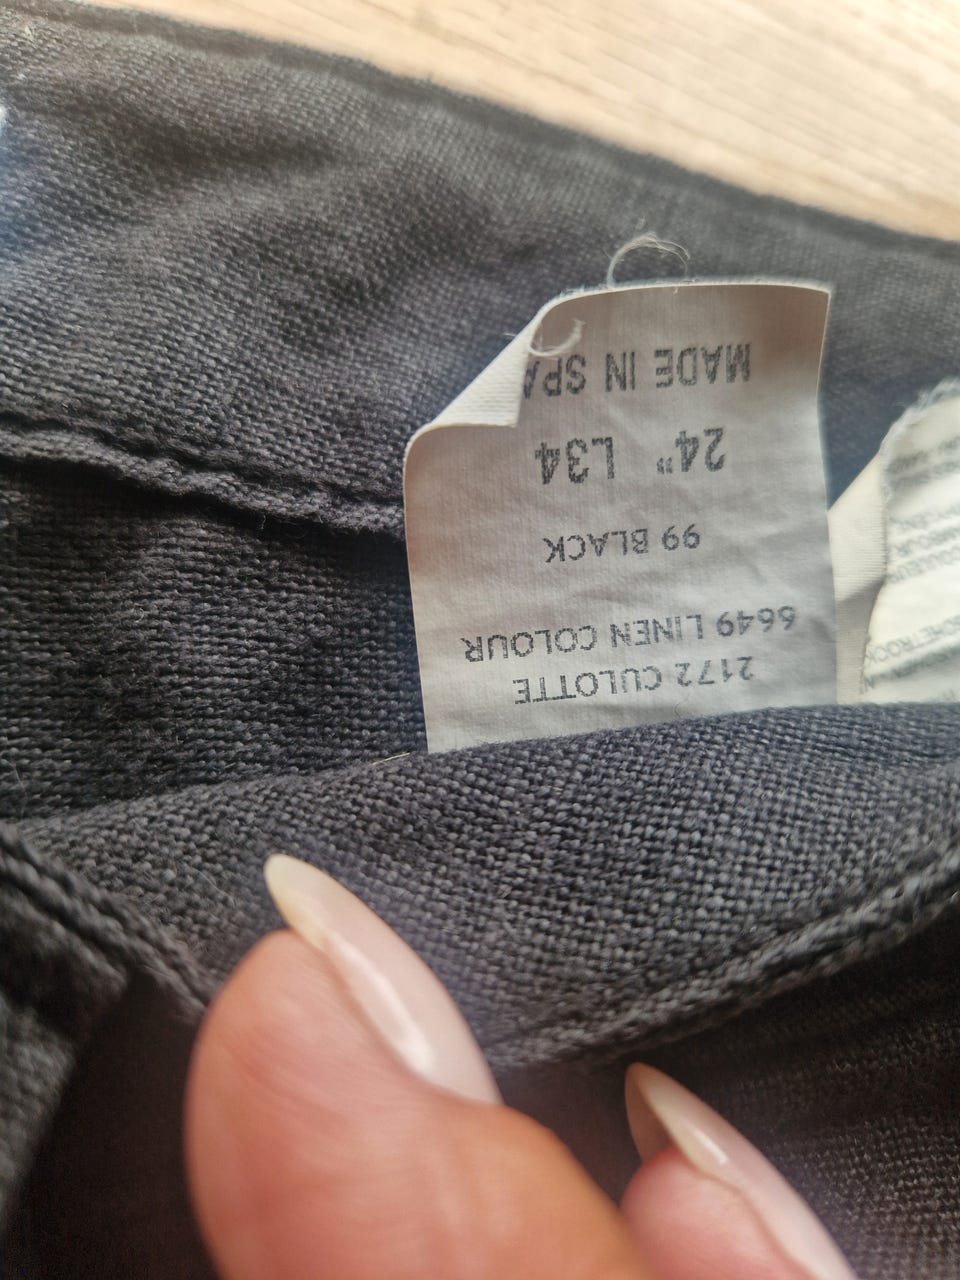 2172 CULOTTE
6649 LINEN COLOUR
99 BLACK
24" L34
MADE IN SPA